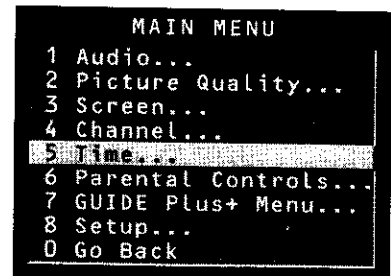 MAIN MENU
1 Audio...
2 Picture Quality...
3 Screen...
4 Channel...
5 Time...
6 Parental Controls...
7 GUIDE Plus+ Menu...
8 Setup...
0 Go Back